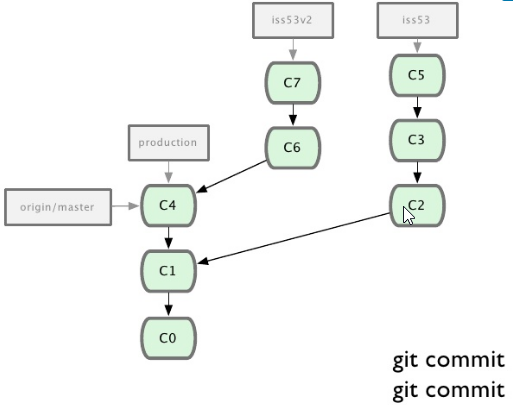 iss53v2
iss53
C7
C5
C6
C3
production
origin/master
C4
C2
C1
C0
git commit
git commit